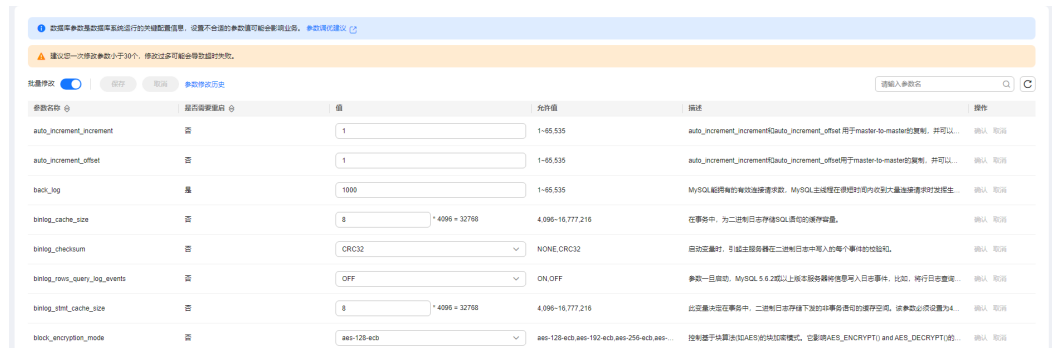 数据库参数是数据库系统运行的关键配置信息，设置不合适的参数值可能会影响业务。 参数调优建议
建议您一次修改参数小于30个，修改过多可能会导致超时失败。
批量修改 保存 取消 参数修改历史 请输入参数名
参数名称 是否需要重启 值 允许值 描述 操作
auto_increment_increment 否 1 1~65,535 auto_increment_increment和auto_increment_offset 用于master-to-master的复制，并可以... 确认 取消
auto_increment_offset 否 1 1~65,535 auto_increment_increment和auto_increment_offset用于master-to-master的复制，并可以... 确认 取消
back_log 是 1000 1~65,535 MySQL能拥有的有效连接请求数，MySQL主线程在很短时间内收到大量连接请求时发挥生... 确认 取消
binlog_cache_size 否 8 * 4096 = 32768 4,096~16,777,216 在事务中，为二进制日志存储SQL语句的缓存容量。 确认 取消
binlog_checksum 否 CRC32 NONE,CRC32 启动变量时，引起主服务器在二进制日志中写入的每个事件的校验和。 确认 取消
binlog_rows_query_log_events 否 OFF ON,OFF 参数一旦启动，MySQL 5.6.2或以上版本服务器将信息写入日志事件，比如，将行日志查询... 确认 取消
binlog_stmt_cache_size 否 8 * 4096 = 32768 4,096~16,777,216 此变量决定在事务中，二进制日志存储下发的非事务语句的缓存空间。该参数必须设置为4... 确认 取消
block_encryption_mode 否 aes-128-ecb aes-128-ecb,aes-192-ecb,aes-256-ecb,aes-... 控制基于块算法(如AES)的块加密模式。它影响AES_ENCRYPT() and AES_DECRYPT()的... 确认 取消